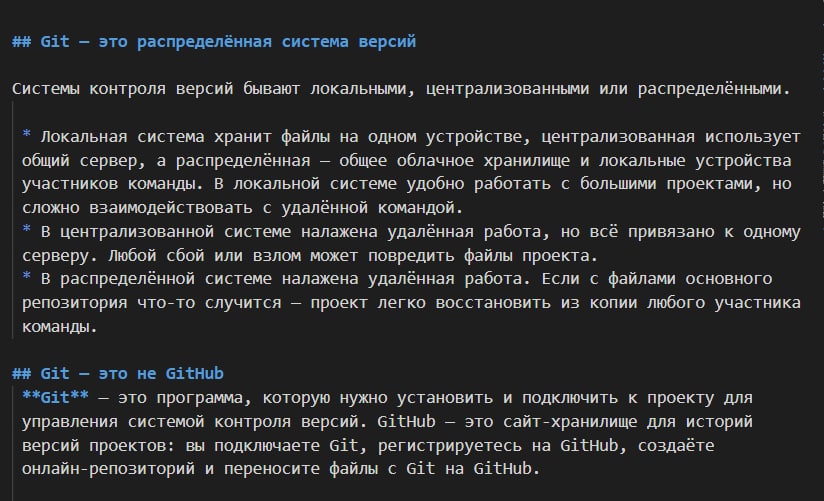 ## Git — это распределённая система версий
Системы контроля версий бывают локальными, централизованными или распределёнными.
* Локальная система хранит файлы на одном устройстве, централизованная использует
общий сервер, а распределённая — общее облачное хранилище и локальные устройства
участников команды. В локальной системе удобно работать с большими проектами, но
сложно взаимодействовать с удалённой командой.
* В централизованной системе налажена удалённая работа, но всё привязано к одному
серверу. Любой сбой или взлом может повредить файлы проекта.
* В распределённой системе налажена удалённая работа. Если с файлами основного
репозитория что-то случится — проект легко восстановить из копии любого участника
команды.
## Git — это не GitHub
**Git** — это программа, которую нужно установить и подключить к проекту для
управления системой контроля версий. GitHub — это сайт-хранилище для историй
версий проектов: вы подключаете Git, регистрируетесь на GitHub, создаёте
онлайн-репозиторий и переносите файлы с Git на GitHub.